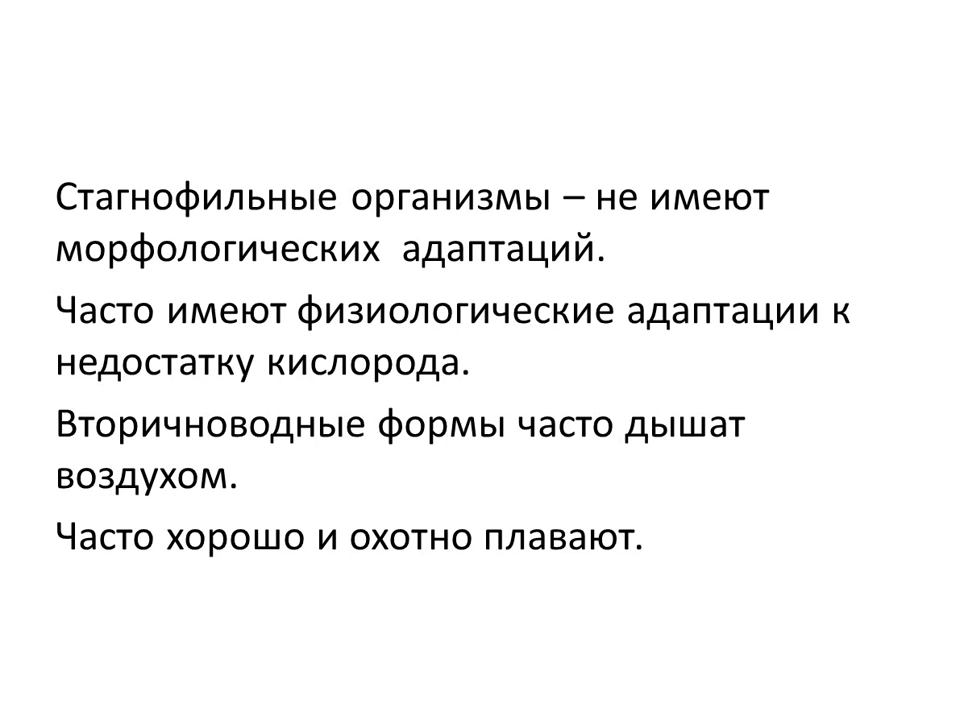 Стагнофильные организмы – не имеют
морфологических  адаптаций.
Часто имеют физиологические адаптации к
недостатку кислорода.
Вторичноводные формы часто дышат
воздухом.
Часто хорошо и охотно плавают.